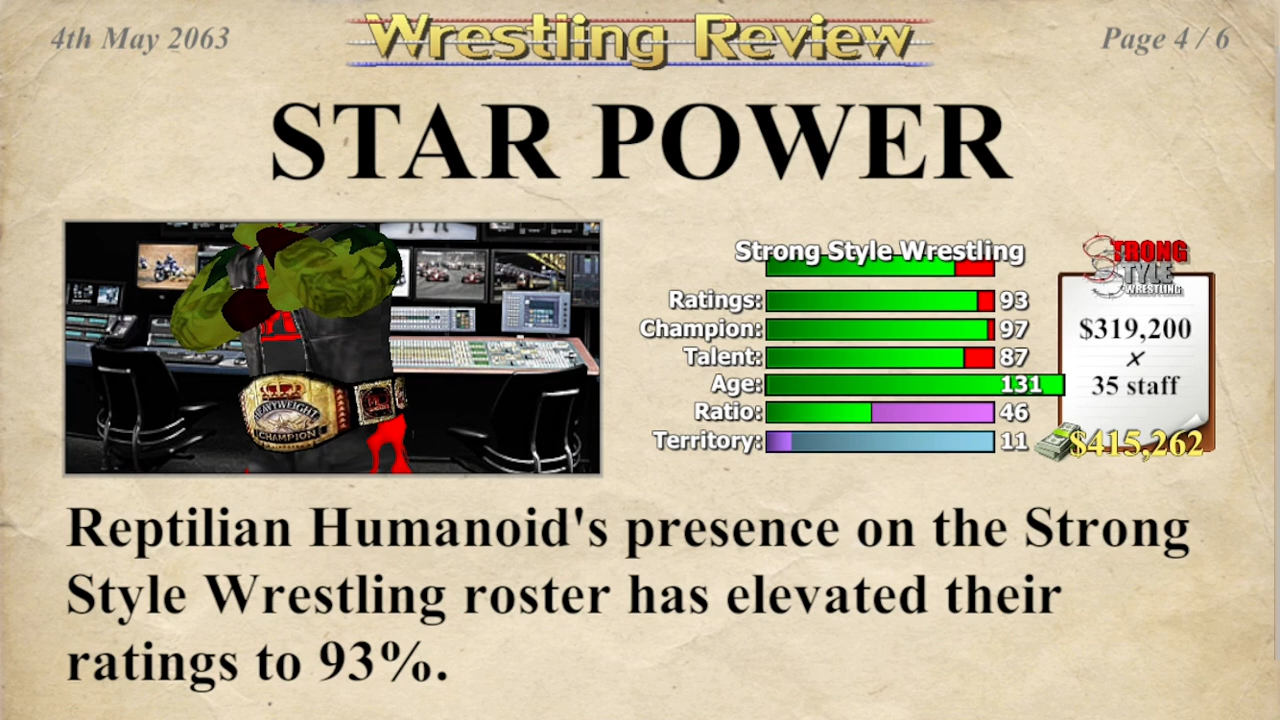 4th May 2063
Wrestling Review
Page 4 / 6
STAR POWER
Strong Style Wrestling
Ratings: 93
Champion: 97
Talent: 87
Age: 131
Ratio: 46
Territory: 11
STRONG
STYLE
WRESTLING
$319,200
x
35 staff
$415,262
HEAVYWEIGHT
CHAMPION
Reptilian Humanoid's presence on the Strong
Style Wrestling roster has elevated their
ratings to 93%.